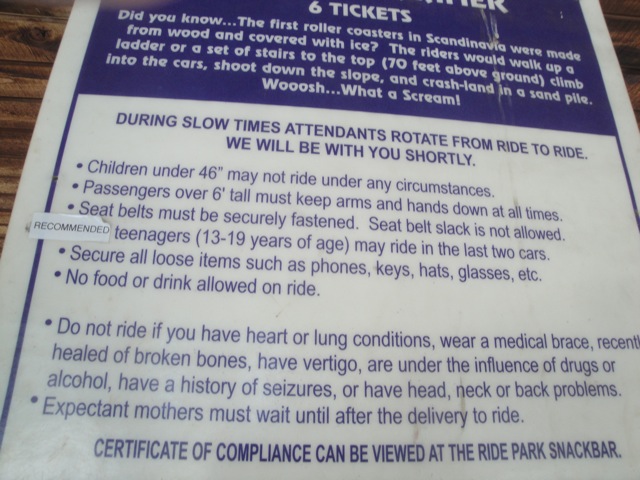 6 TICKETS
Did you know...The first roller coasters in Scandinavia were made
from wood and covered with ice? The riders would walk up a
ladder or a set of stairs to the top (70 feet above ground) climb
into the cars, shoot down the slope, and crash-land in a sand pile.
Wooosh...What a Scream!
DURING SLOW TIMES ATTENDANTS ROTATE FROM RIDE TO RIDE.
WE WILL BE WITH YOU SHORTLY.
• Children under 46" may not ride under any circumstances.
• Passengers over 6' tall must keep arms and hands down at all times.
• Seat belts must be securely fastened. Seat belt slack is not allowed.
RECOMMENDED teenagers (13-19 years of age) may ride in the last two cars.
• Secure all loose items such as phones, keys, hats, glasses, etc.
• No food or drink allowed on ride.
• Do not ride if you have heart or lung conditions, wear a medical brace, recent
healed of broken bones, have vertigo, are under the influence of drugs or
alcohol, have a history of seizures, or have head, neck or back problems.
• Expectant mothers must wait until after the delivery to ride.
CERTIFICATE OF COMPLIANCE CAN BE VIEWED AT THE RIDE PARK SNACKBAR.